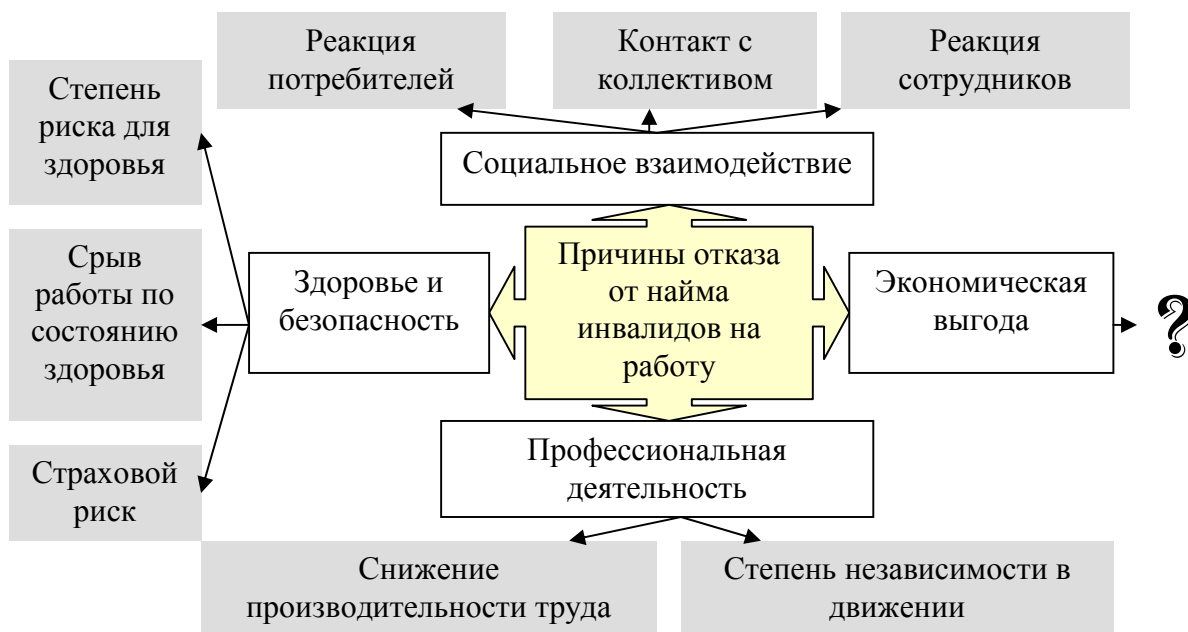 Реакция
потребителей
Контакт с
коллективом
Реакция
сотрудников
Степень
риска для
здоровья
Социальное взаимодействие
Срыв
работы по
состоянию
здоровья
Здоровье и
безопасность
Причины отказа
от найма
инвалидов на
работу
Экономическая
выгода
?
Страховой
риск
Профессиональная
деятельность
Снижение
производительности труда
Степень независимости в
движении